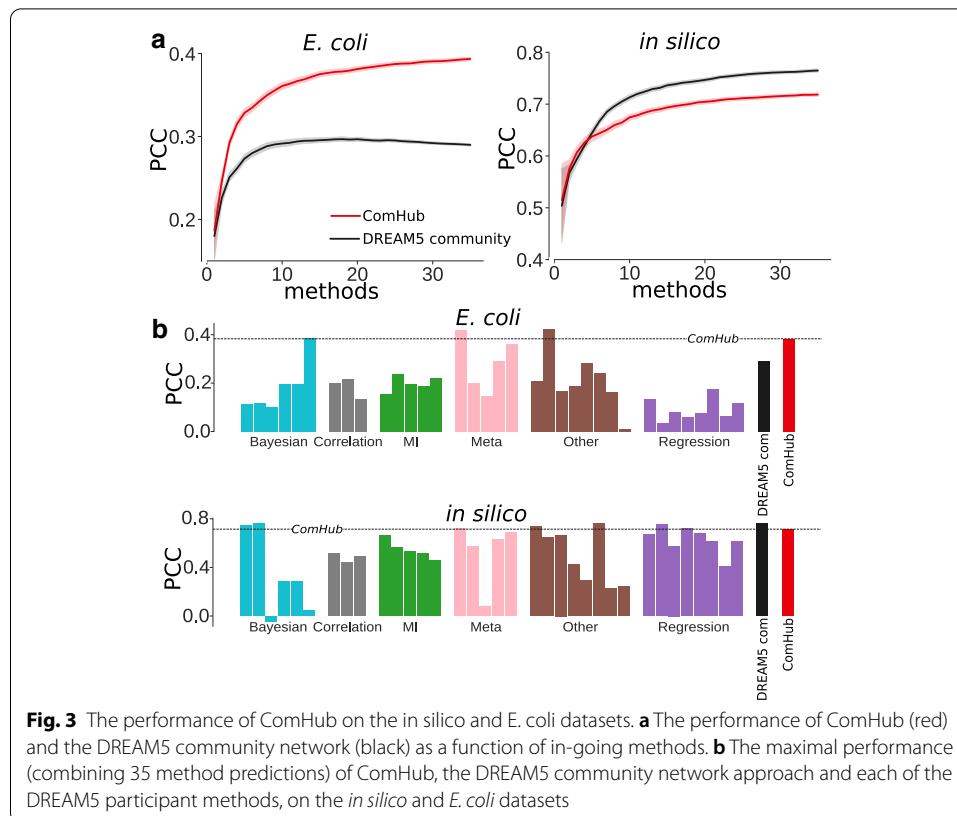 a
E. coli
in silico
0.4
0.3
0.2
PCC
ComHub
DREAM5 community
0 10 20 30
methods
0.8
0.7
0.6
0.5
0.4
PCC
0 10 20 30
methods
b
E. coli
0.4
0.2
0.0
PCC
ComHub
Bayesian Correlation MI Meta Other Regression DREAM5 com ComHub
in silico
0.8
0.4
0.0
PCC
ComHub
Bayesian Correlation MI Meta Other Regression DREAM5 com ComHub
Fig. 3 The performance of ComHub on the in silico and E. coli datasets. a The performance of ComHub (red)
and the DREAM5 community network (black) as a function of in-going methods. b The maximal performance
(combining 35 method predictions) of ComHub, the DREAM5 community network approach and each of the
DREAM5 participant methods, on the in silico and E. coli datasets